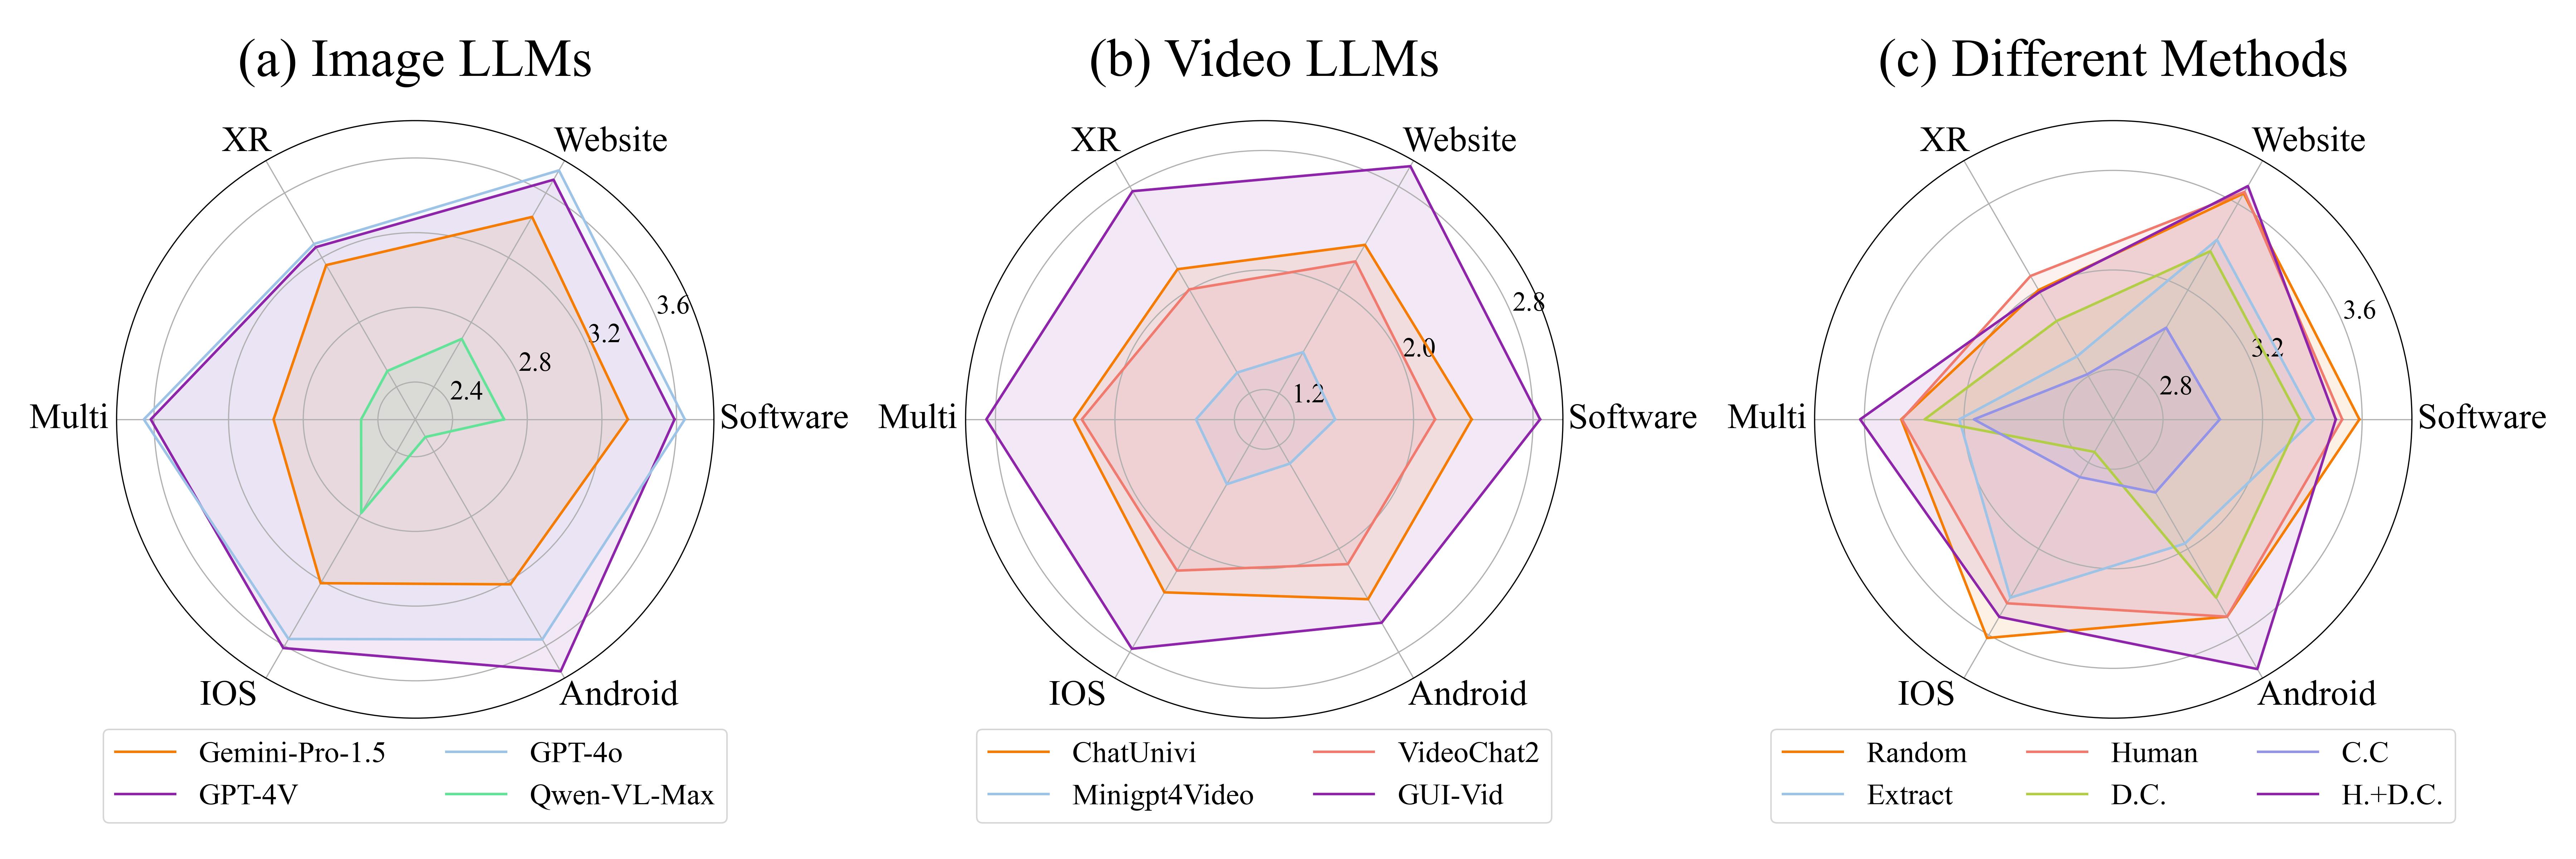 (a) Image LLMs
XR
Website
Multi
Software
2.4
2.8
3.2
3.6
IOS
Android
Gemini-Pro-1.5
GPT-4o
GPT-4V
Qwen-VL-Max
(b) Video LLMs
XR
Website
Multi
Software
1.2
2.0
2.8
IOS
Android
ChatUnivi
VideoChat2
Minigpt4Video
GUI-Vid
(c) Different Methods
XR
Website
Multi
Software
2.8
3.2
3.6
IOS
Android
Random
Human
C.C
Extract
D.C.
H.+D.C.